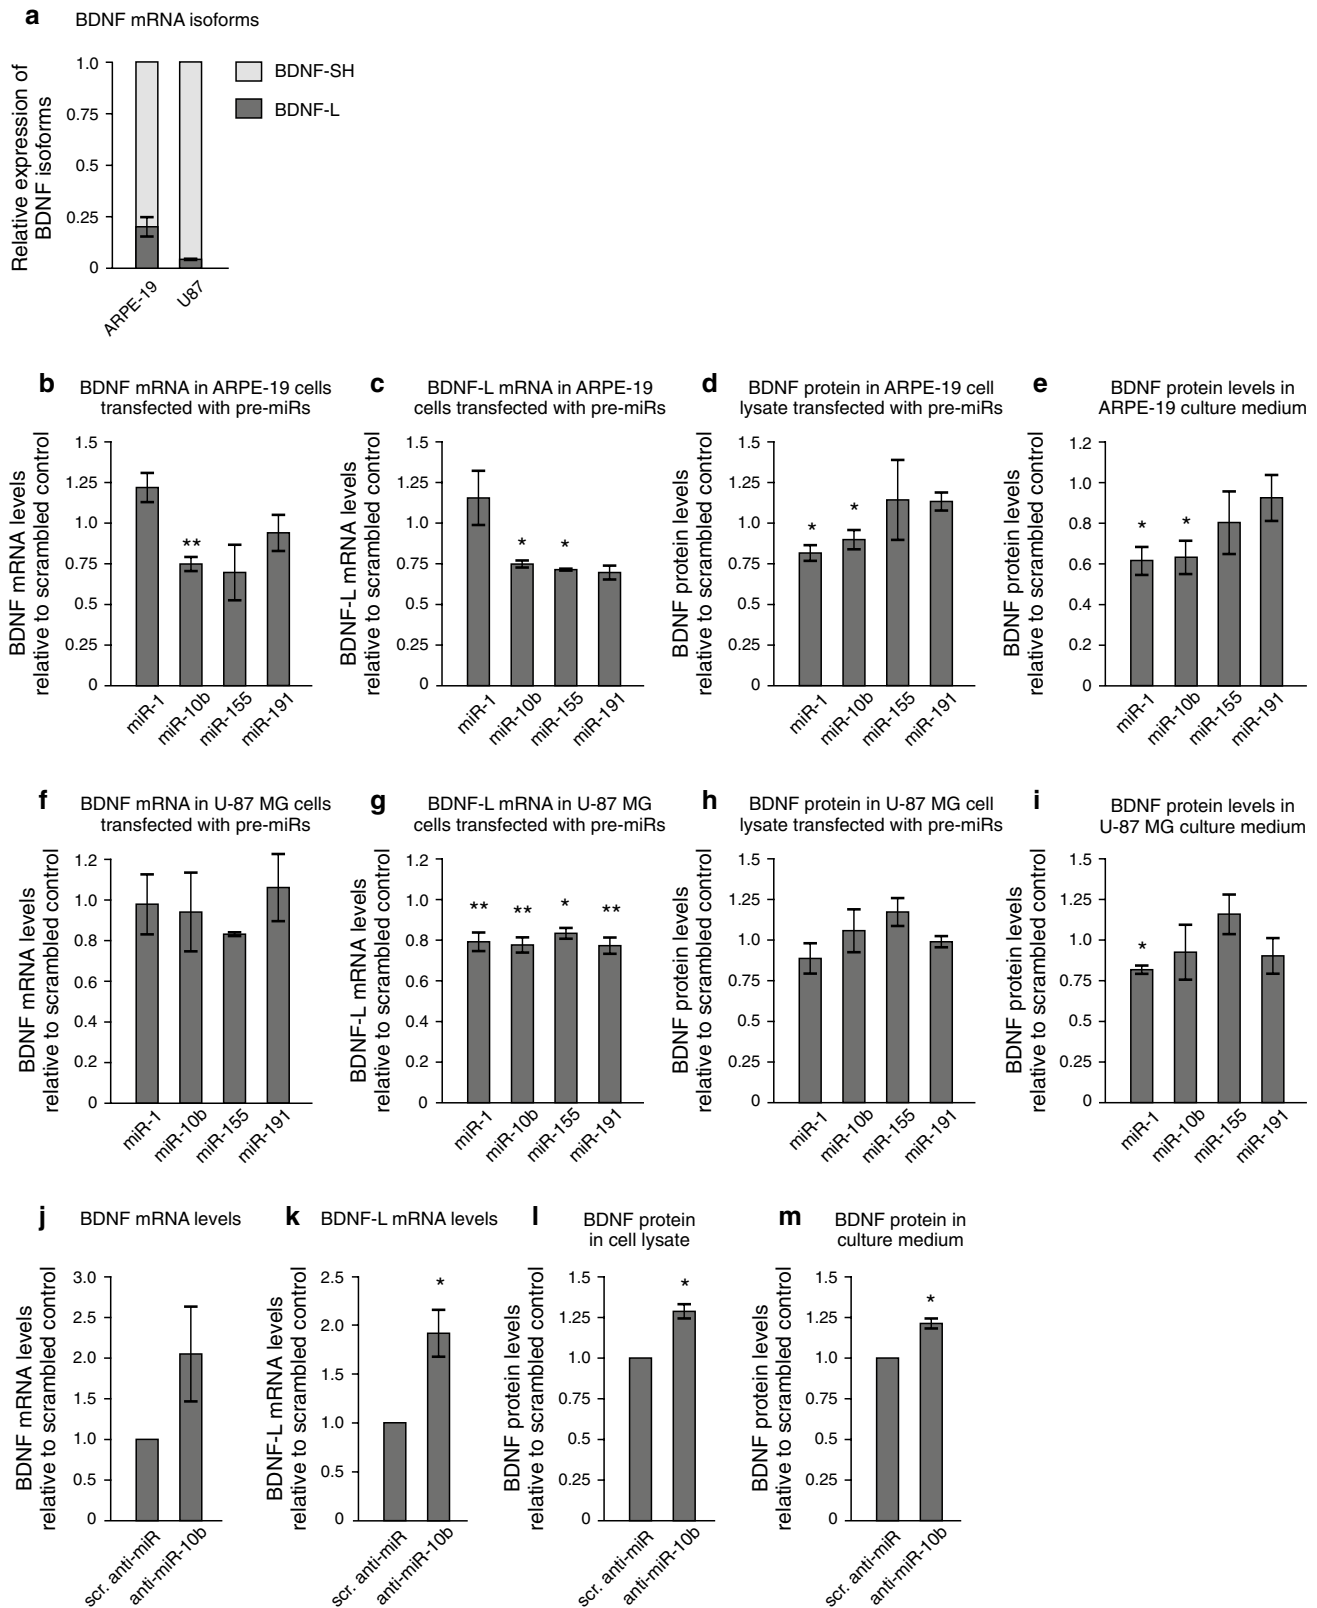 a BDNF mRNA isoforms
Relative expression of
BDNF isoforms
1.0
0.75
0.5
0.25
0
ARPE-19
U87
BDNF-SH
BDNF-L
b BDNF mRNA in ARPE-19 cells
transfected with pre-miRs
BDNF mRNA levels
relative to scrambled control
1.5
1.25
1.0
0.75
0.5
0.25
0
**
miR-1
miR-10b
miR-155
miR-191
c BDNF-L mRNA in ARPE-19
cells transfected with pre-miRs
BDNF-L mRNA levels
relative to scrambled control
1.5
1.25
1.0
0.75
0.5
0.25
0
*
*
miR-1
miR-10b
miR-155
miR-191
d BDNF protein in ARPE-19 cell
lysate transfected with pre-miRs
BDNF protein levels
relative to scrambled control
1.5
1.25
1.0
0.75
0.5
0.25
0
*
*
miR-1
miR-10b
miR-155
miR-191
e BDNF protein levels in
ARPE-19 culture medium
BDNF protein levels
relative to scrambled control
1.2
1.0
0.8
0.6
0.4
0.2
0
*
*
miR-1
miR-10b
miR-155
miR-191
f BDNF mRNA in U-87 MG cells
transfected with pre-miRs
BDNF mRNA levels
relative to scrambled control
1.2
1.0
0.8
0.6
0.4
0.2
0
miR-1
miR-10b
miR-155
miR-191
g BDNF-L mRNA in U-87 MG
cells transfected with pre-miRs
BDNF-L mRNA levels
relative to scrambled control
1.2
1.0
0.8
0.6
0.4
0.2
0
**
**
*
**
miR-1
miR-10b
miR-155
miR-191
h BDNF protein in U-87 MG cell
lysate transfected with pre-miRs
BDNF protein levels
relative to scrambled control
1.5
1.25
1.0
0.75
0.5
0.25
0
miR-1
miR-10b
miR-155
miR-191
i BDNF protein levels in
U-87 MG culture medium
BDNF protein levels
relative to scrambled control
1.5
1.25
1.0
0.75
0.5
0.25
0
*
miR-1
miR-10b
miR-155
miR-191
j BDNF mRNA levels
BDNF mRNA levels
relative to scrambled control
3.0
2.5
2.0
1.5
1.0
0.5
0
scr. anti-miR
anti-miR-10b
k BDNF-L mRNA levels
BDNF-L mRNA levels
relative to scrambled control
2.5
2.0
1.5
1.0
0.5
0
*
scr. anti-miR
anti-miR-10b
l BDNF protein
in cell lysate
BDNF protein levels
relative to scrambled control
1.5
1.25
1.0
0.75
0.5
0.25
0
*
scr. anti-miR
anti-miR-10b
m BDNF protein in
culture medium
BDNF protein levels
relative to scrambled control
1.5
1.25
1.0
0.75
0.5
0.25
0
*
scr. anti-miR
anti-miR-10b